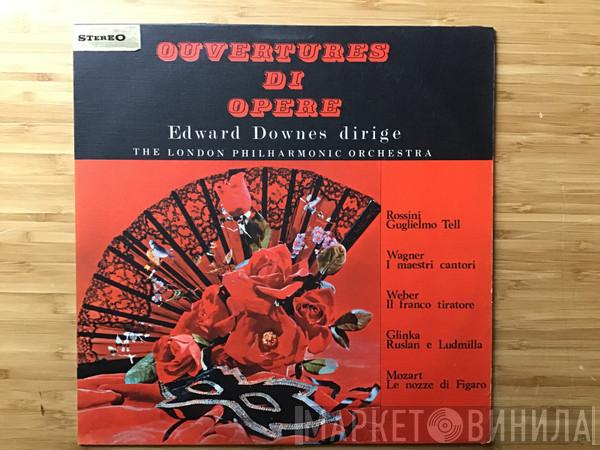 STEREO
OUVERTURES
DI
OPERE
Edward Downes dirige
THE LONDON PHILHARMONIC ORCHESTRA
Rossini
Guglielmo Tell
Wagner
I maestri cantori
Weber
Il franco tiratore
Glinka
Ruslan e Ludmilla
Mozart
Le nozze di Figaro
МАРКЕТ ВИНИЛА